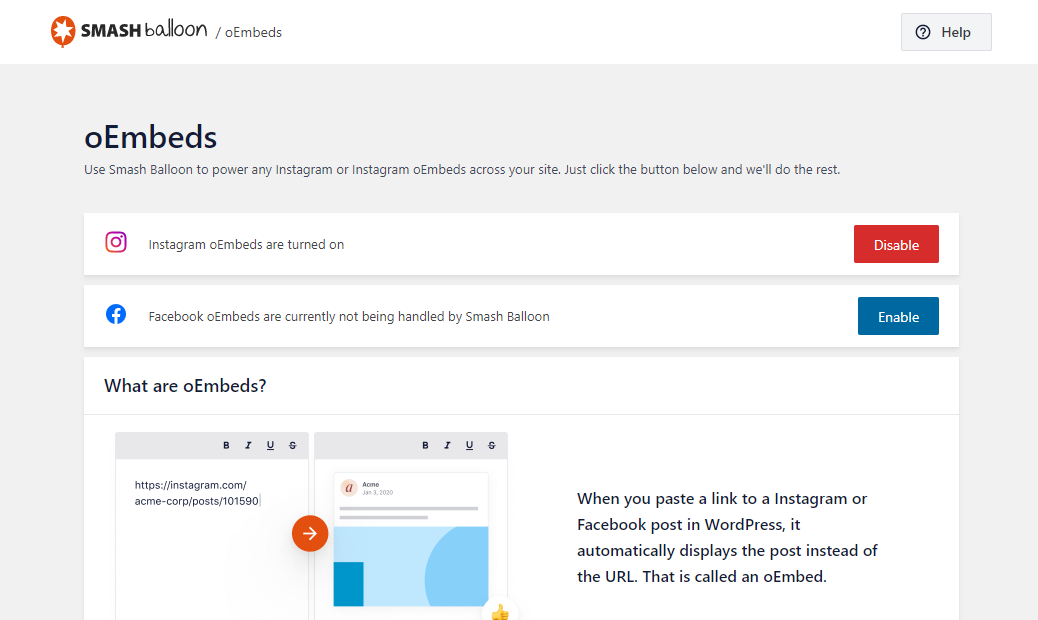 SMASH balloon / oEmbeds
Help
oEmbeds
Use Smash Balloon to power any Instagram or Instagram oEmbeds across your site. Just click the button below and we'll do the rest.
Instagram oEmbeds are turned on
Disable
Facebook oEmbeds are currently not being handled by Smash Balloon
Enable
What are oEmbeds?
B I U S
B I U S
https://instagram.com/
acme-corp/posts/101590
a Acme
Jan 3, 2020
When you paste a link to a Instagram or
Facebook post in WordPress, it
automatically displays the post instead of
the URL. That is called an oEmbed.